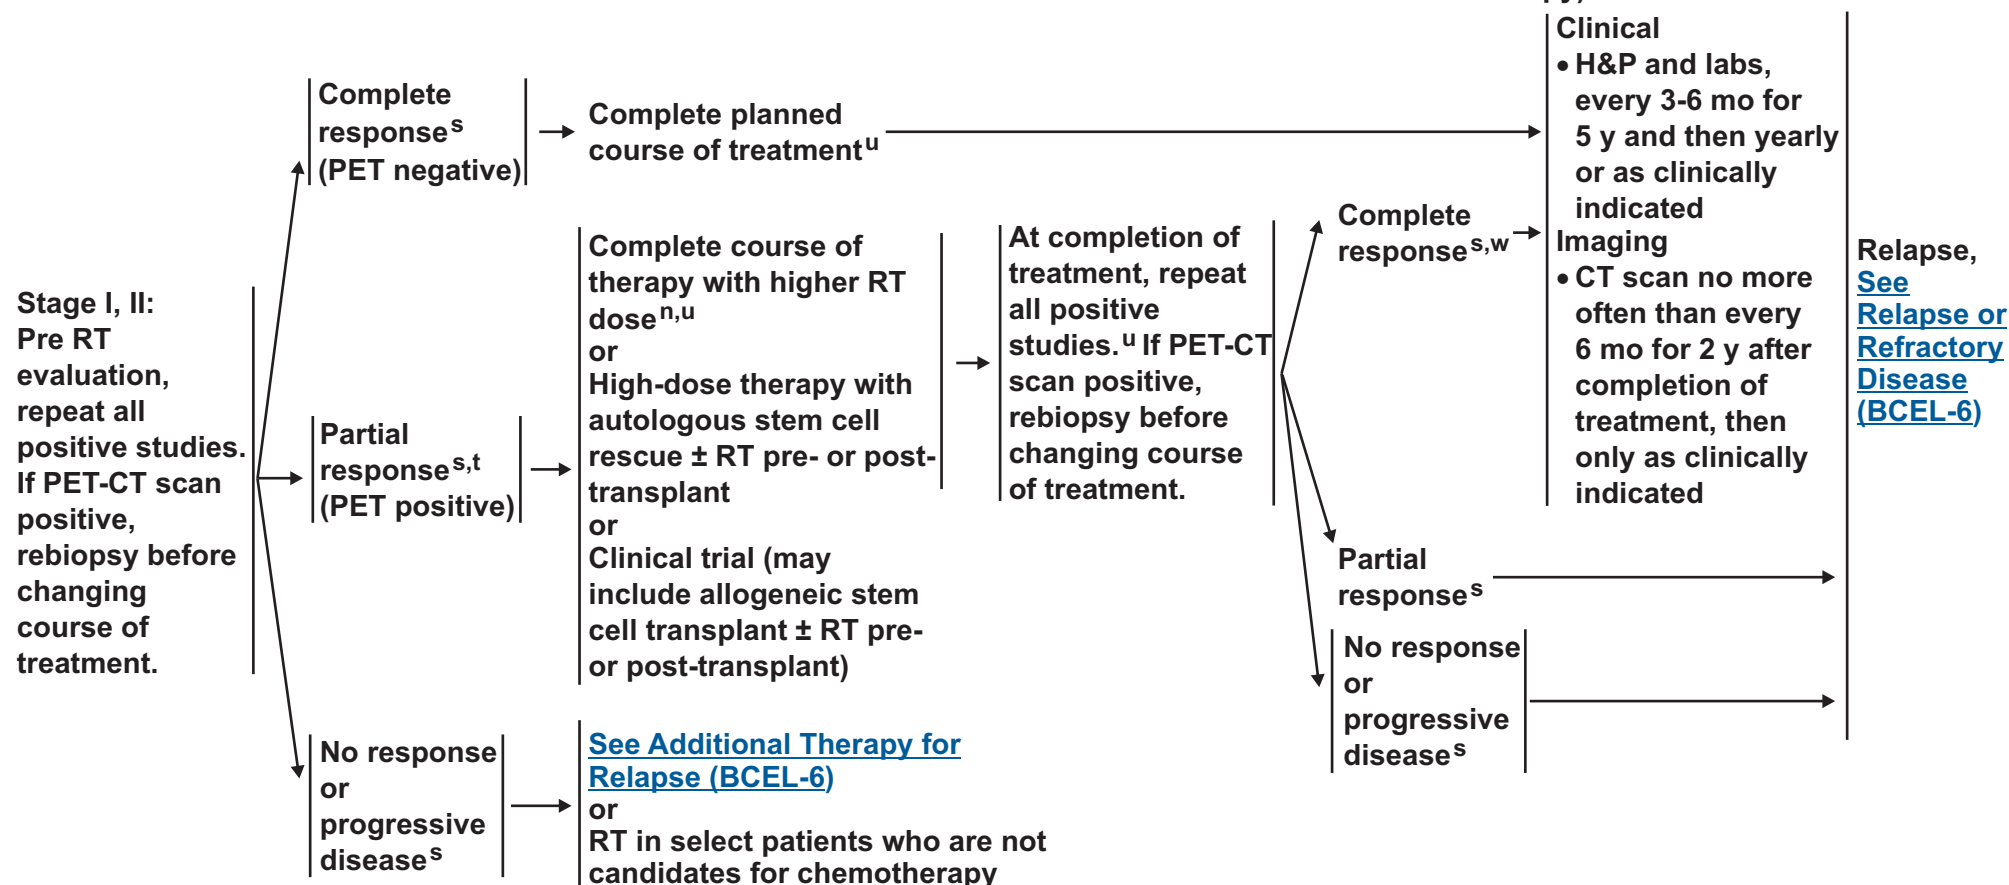 py)
Stage I, II:
Pre RT
evaluation,
repeat all
positive studies.
If PET-CT scan
positive,
rebiopsy before
changing
course of
treatment.
Complete
response s
(PET negative)
Complete planned
course of treatment u
Partial
response s,t
(PET positive)
Complete course of
therapy with higher RT
dose n,u
or
High-dose therapy with
autologous stem cell
rescue ± RT pre- or post-
transplant
or
Clinical trial (may
include allogeneic stem
cell transplant ± RT pre-
or post-transplant)
No response
or
progressive
disease s
See Additional Therapy for
Relapse (BCEL-6)
or
RT in select patients who are not
candidates for chemotherapy
At completion of
treatment, repeat
all positive
studies. u If PET-CT
scan positive,
rebiopsy before
changing course
of treatment.
Complete
response s,w
Partial
response s
No response
or
progressive
disease s
Clinical
• H&P and labs,
every 3-6 mo for
5 y and then yearly
or as clinically
indicated
Imaging
• CT scan no more
often than every
6 mo for 2 y after
completion of
treatment, then
only as clinically
indicated
Relapse,
See
Relapse or
Refractory
Disease
(BCEL-6)